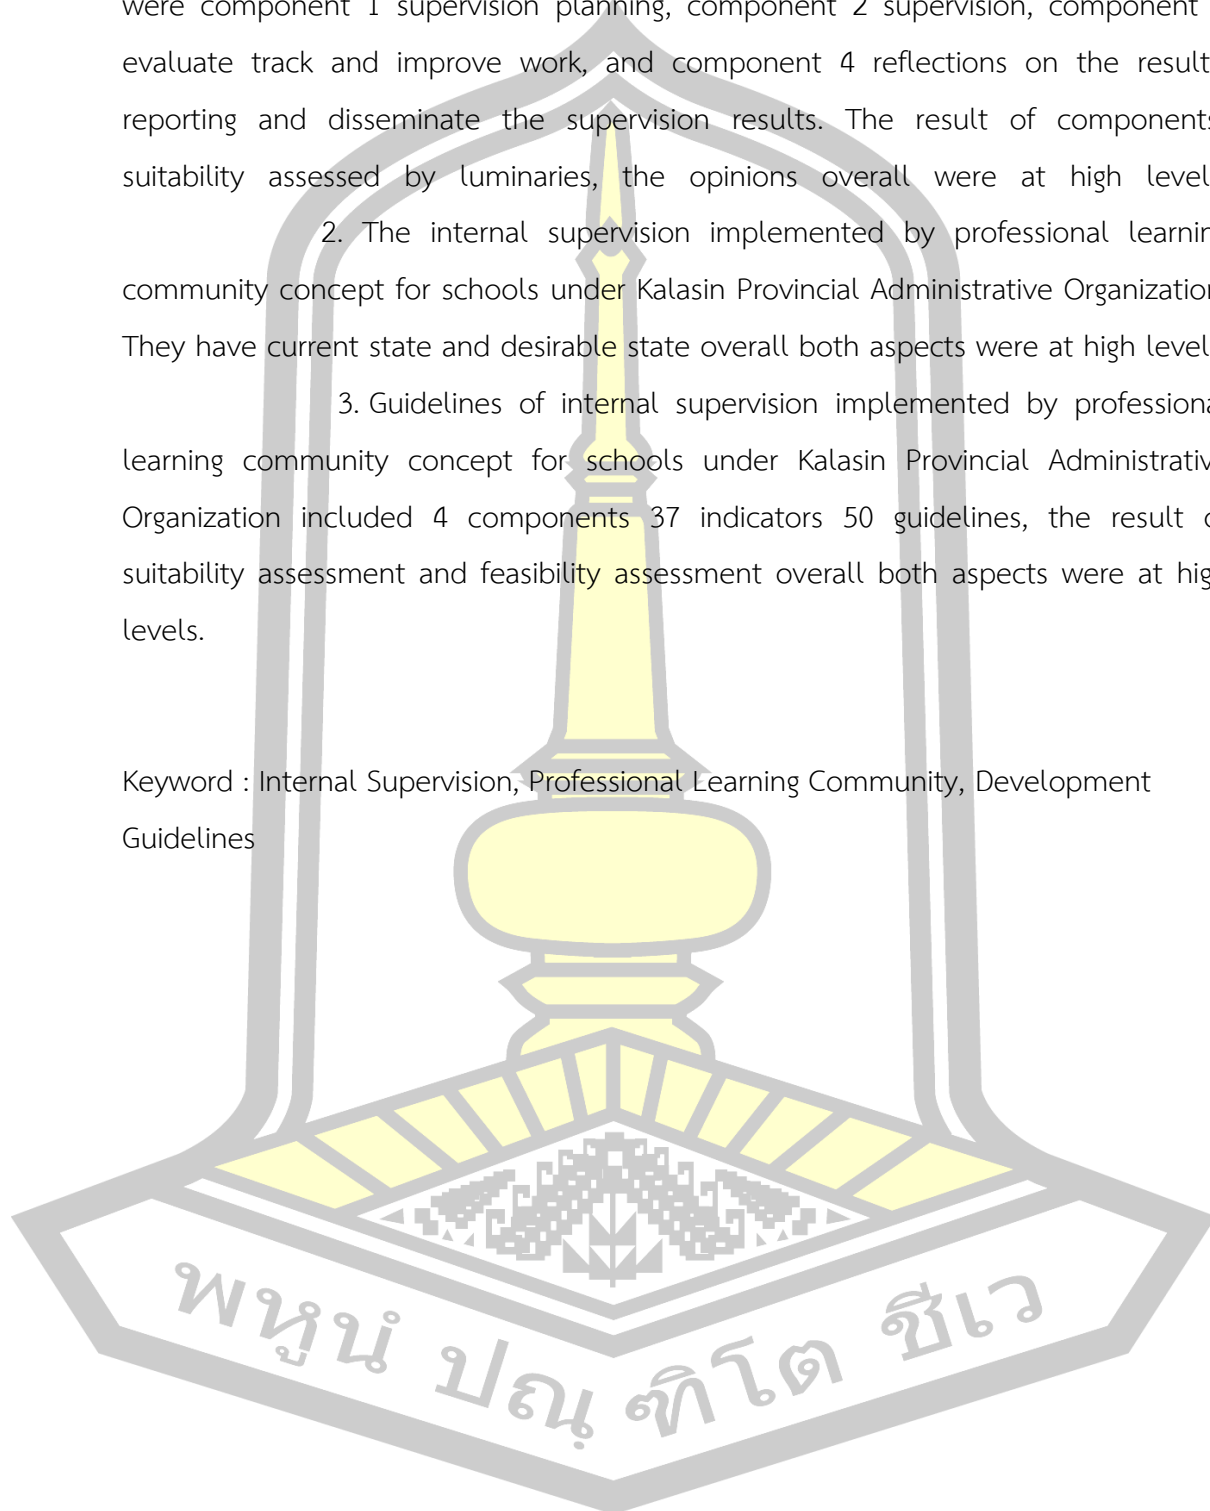 were component 1 supervision planning, component 2 supervision, component
evaluate track and improve work, and component 4 reflections on the result
reporting and disseminate the supervision results. The result of components
suitability assessed by luminaries, the opinions overall were at high level
2. The internal supervision implemented by professional learnin
community concept for schools under Kalasin Provincial Administrative Organization
They have current state and desirable state overall both aspects were at high level
3. Guidelines of internal supervision implemented by professiona
learning community concept for schools under Kalasin Provincial Administrativ
Organization included 4 components 37 indicators 50 guidelines, the result o
suitability assessment and feasibility assessment overall both aspects were at hig
levels.
Keyword : Internal Supervision, Professional Learning Community, Development
Guidelines
พหูนํ ปณฺฑิโต ชีเว